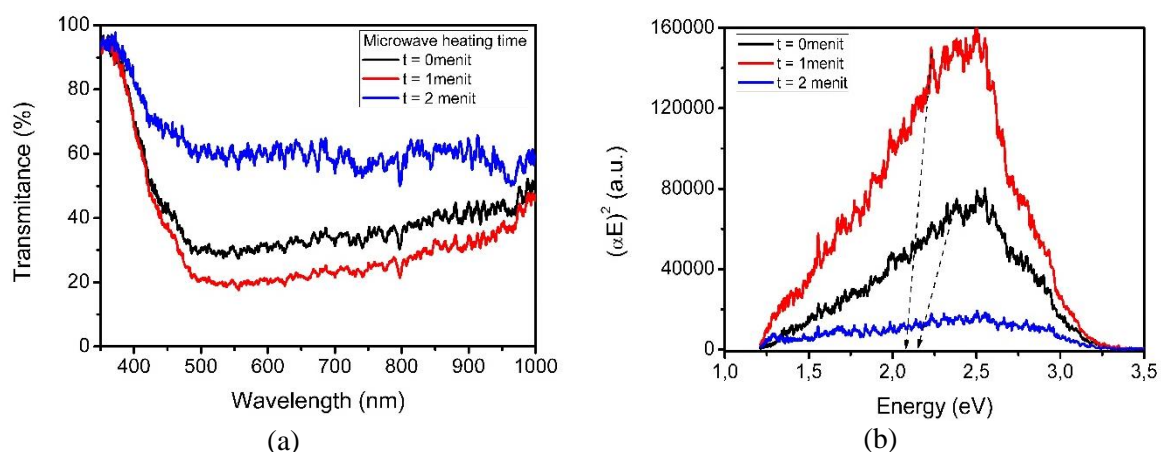 100
80
60
40
20
0
Transmitance (%)
Microwave heating time
t = 0menit
t = 1menit
t = 2 menit
400 500 600 700 800 900 1000
Wavelength (nm)
(a)
160000
120000
80000
40000
0
(αE)² (a.u.)
t = 0menit
t = 1menit
t = 2 menit
1,0 1,5 2,0 2,5 3,0 3,5
Energy (eV)
(b)